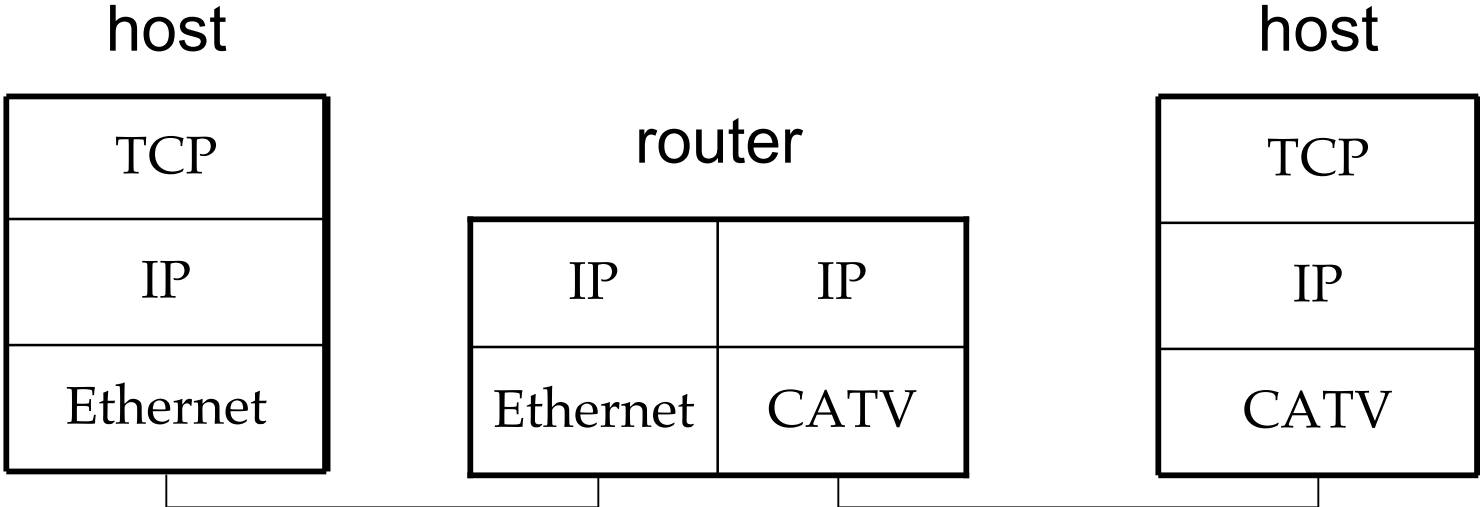 host
TCP
IP
Ethernet
router
IP IP
Ethernet CATV
host
TCP
IP
CATV